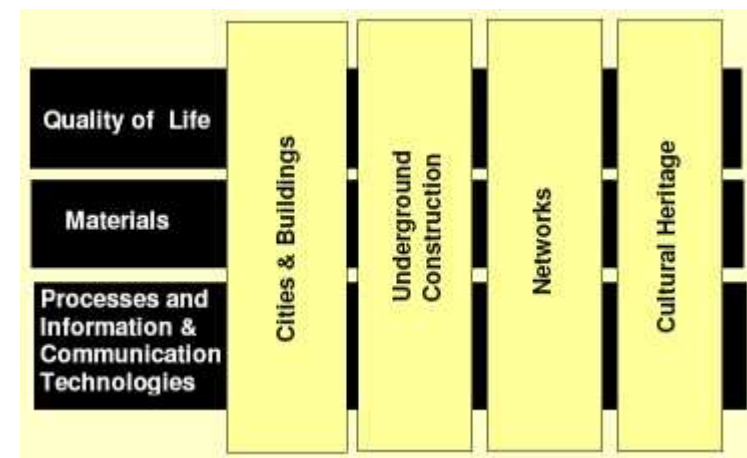 Quality of Life
Materials
Processes and
Information &
Communication
Technologies
Cities & Buildings
Underground
Construction
Networks
Cultural Heritage